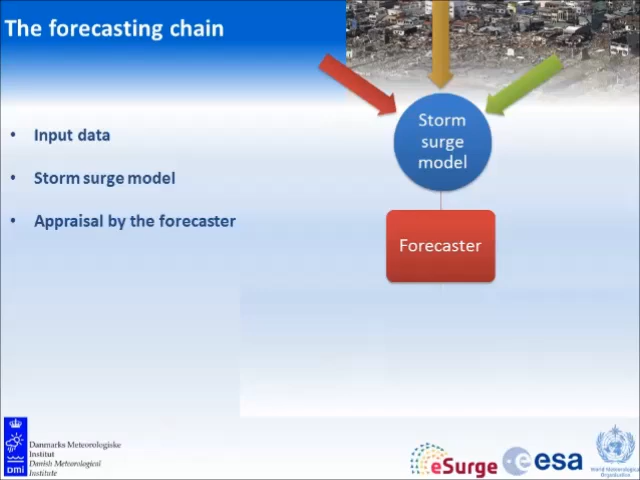 The forecasting chain
Storm
surge
model
• Input data
• Storm surge model
• Appraisal by the forecaster
Forecaster
Danmarks Meteorologiske
Institut
Danish Meteorological
Institute
DMI
eSurge
esa
World Meteorological
Organization